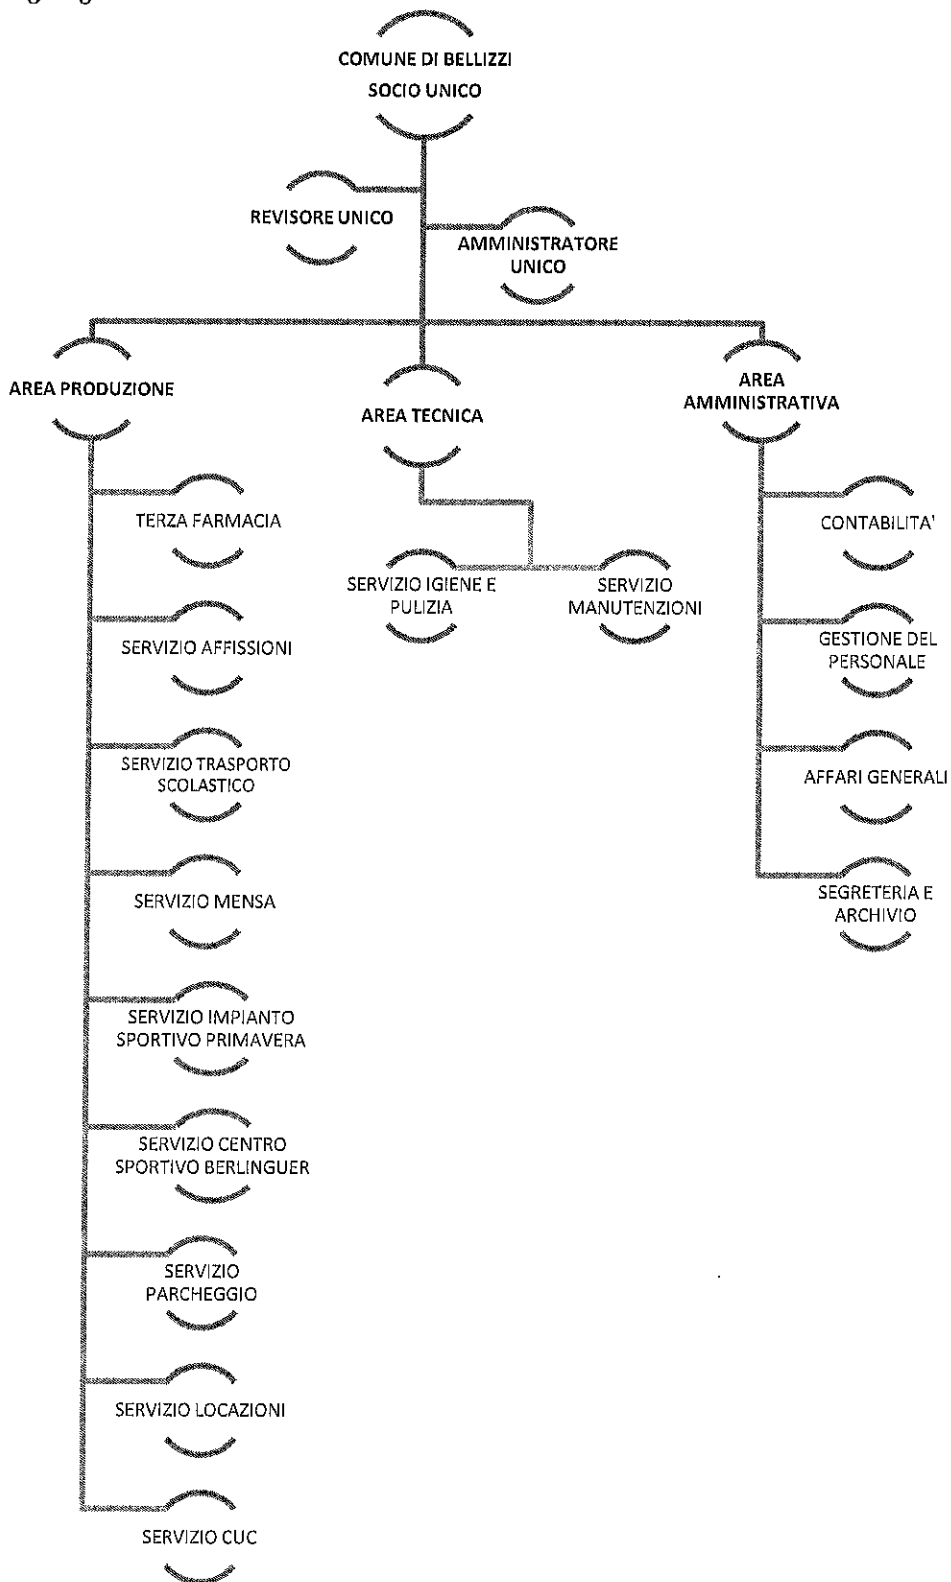 COMUNE DI BELLIZZI
SOCIO UNICO
REVISORE UNICO
AMMINISTRATORE
UNICO
AREA PRODUZIONE
AREA TECNICA
AREA
AMMINISTRATIVA
TERZA FARMACIA
SERVIZIO AFFISSIONI
SERVIZIO TRASPORTO
SCOLASTICO
SERVIZIO MENSA
SERVIZIO IMPIANTO
SPORTIVO PRIMAVERA
SERVIZIO CENTRO
SPORTIVO BERLINGUER
SERVIZIO
PARCHEGGIO
SERVIZIO LOCAZIONI
SERVIZIO CUC
SERVIZIO IGIENE E
PULIZIA
SERVIZIO
MANUTENZIONI
CONTABILITA'
GESTIONE DEL
PERSONALE
AFFARI GENERALI
SEGRETERIA E
ARCHIVIO